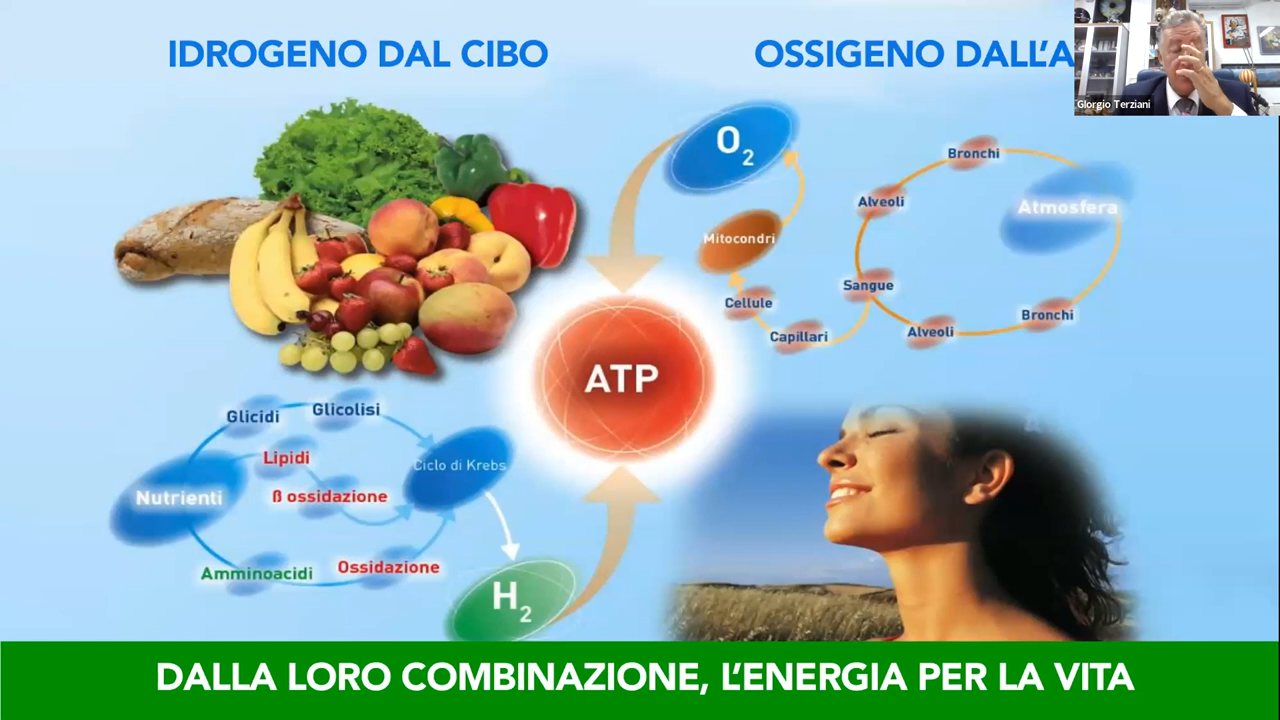 IDROGENO DAL CIBO
OSSIGENO DALL'A
Giorgio Terziani
O2
Bronchi
Alveoli
Atmosfera
Mitocondri
Sangue
Cellule
Capillari
Alveoli
Bronchi
ATP
Glicidi
Glicolisi
Lipidi
Ciclo di Krebs
Nutrienti
ß ossidazione
Amminoacidi
Ossidazione
H2
DALLA LORO COMBINAZIONE, L'ENERGIA PER LA VITA